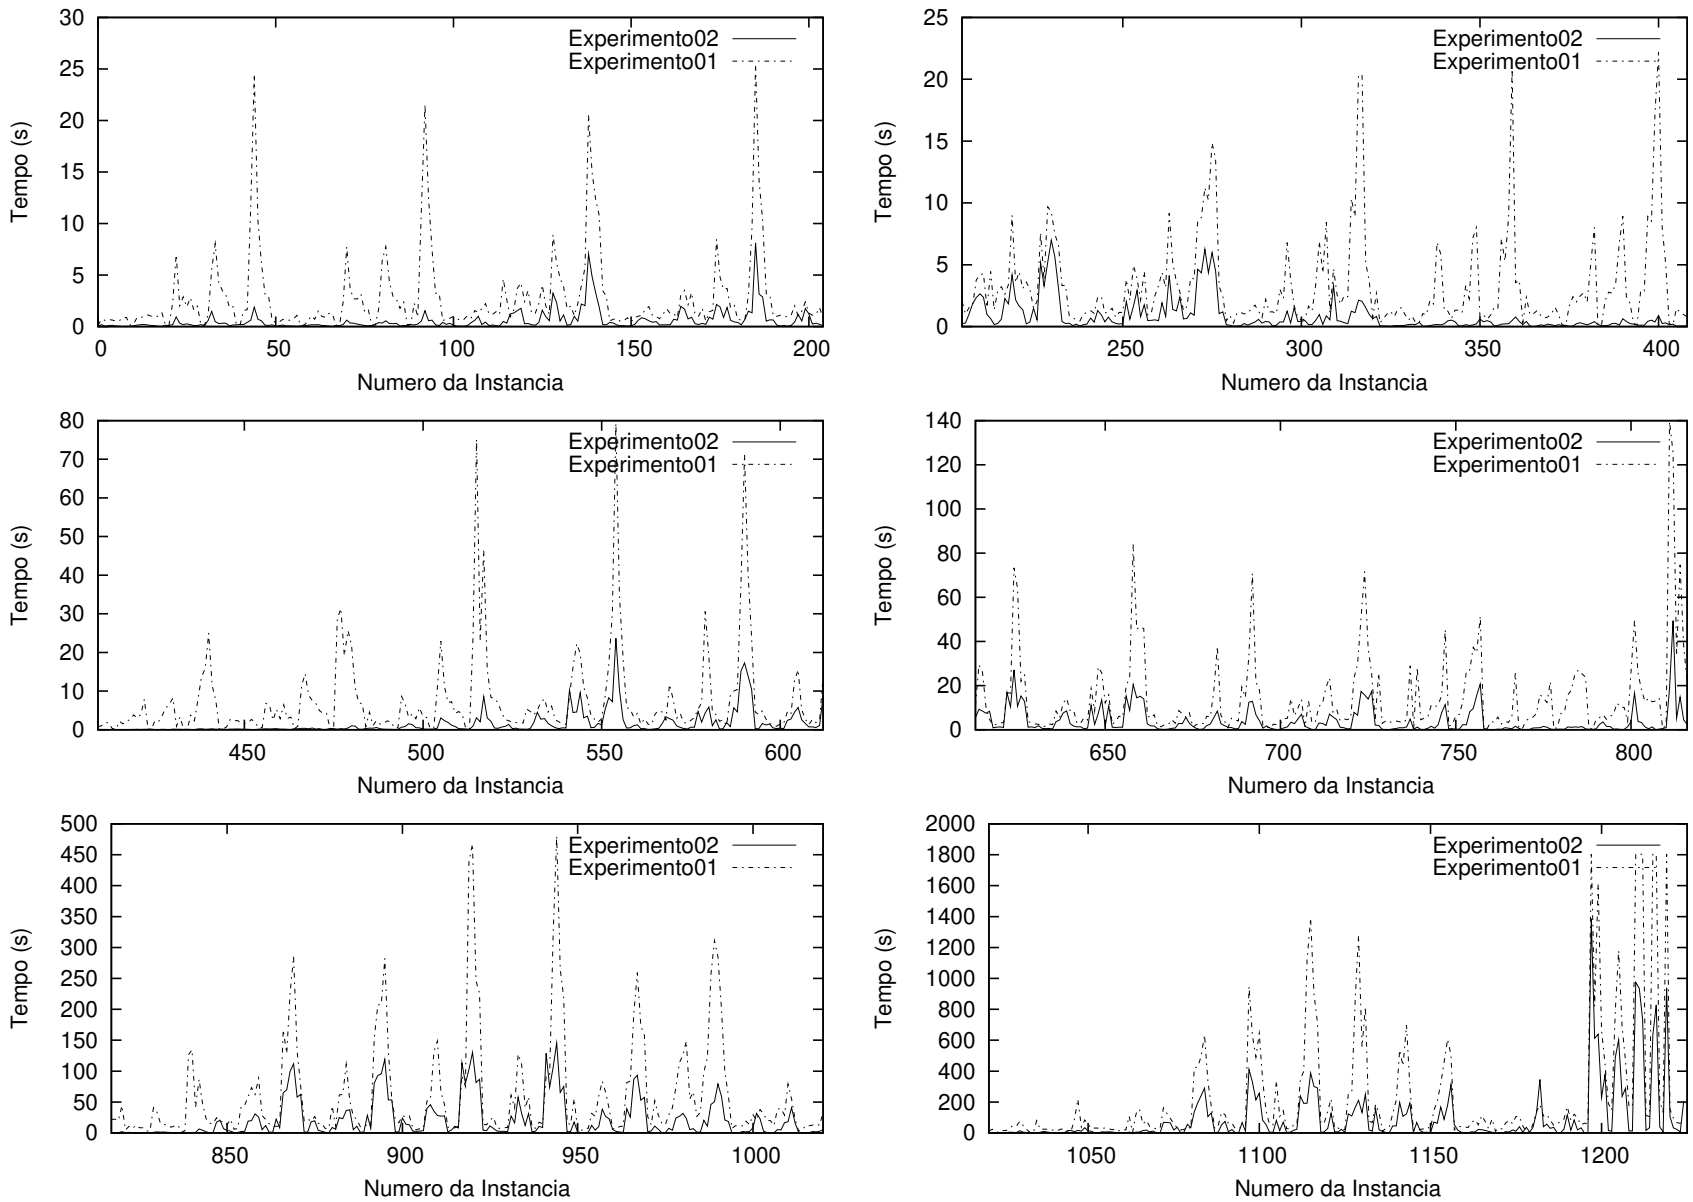 30
25
20
15
10
5
0
0 50 100 150 200
Tempo (s)
Numero da Instancia
Experimento02
Experimento01
25
20
15
10
5
0
250 300 350 400
Tempo (s)
Numero da Instancia
Experimento02
Experimento01
80
70
60
50
40
30
20
10
0
450 500 550 600
Tempo (s)
Numero da Instancia
Experimento02
Experimento01
140
120
100
80
60
40
20
0
650 700 750 800
Tempo (s)
Numero da Instancia
Experimento02
Experimento01
500
450
400
350
300
250
200
150
100
50
0
850 900 950 1000
Tempo (s)
Numero da Instancia
Experimento02
Experimento01
2000
1800
1600
1400
1200
1000
800
600
400
200
0
1050 1100 1150 1200
Tempo (s)
Numero da Instancia
Experimento02
Experimento01